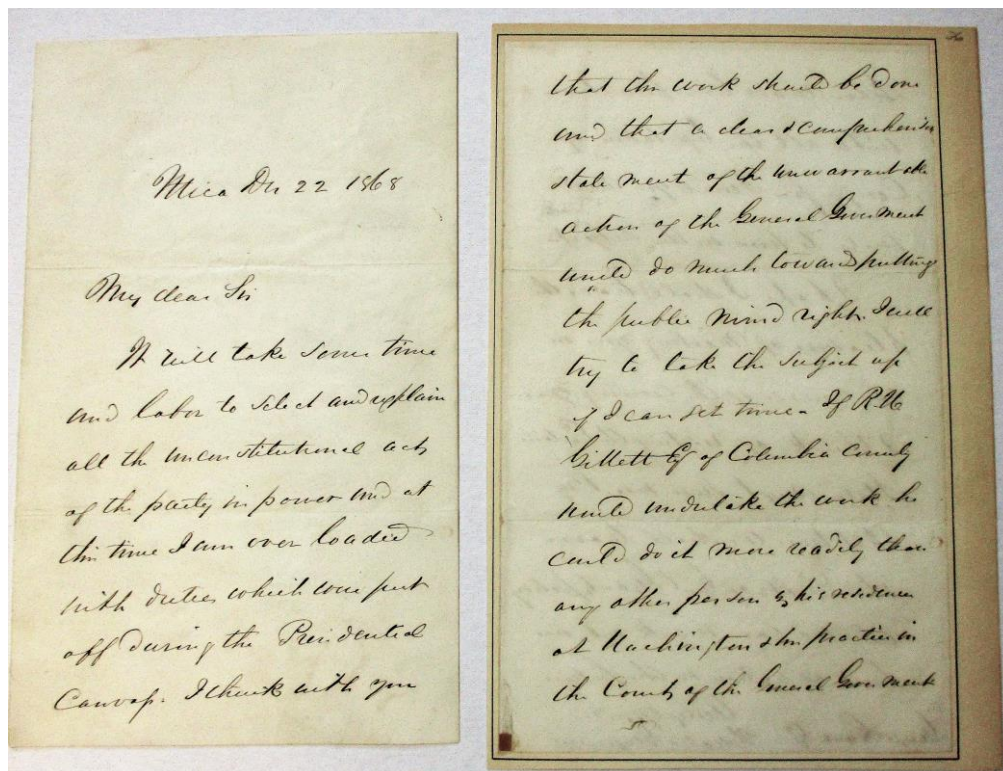 Utica Dec 22 1868
My dear Sir
It will take some time
and labor to select and explain
all the unconstitutional acts
of the party in power and at
this time I am over loaded
with duties which were put
off during the Presidential
Canvass. I think with you
that the work should be done
and that a clear & comprehensive
statement of the unwarrantable
action of the General Government
would do much toward putting
the public mind right. I will
try to take the subject up
if I can get time - If R. H
Gillett Esq of Columbia County
would undertake the work he
could do it more readily than
any other person by his residence
at Washington & his practice in
the Courts of the General Government